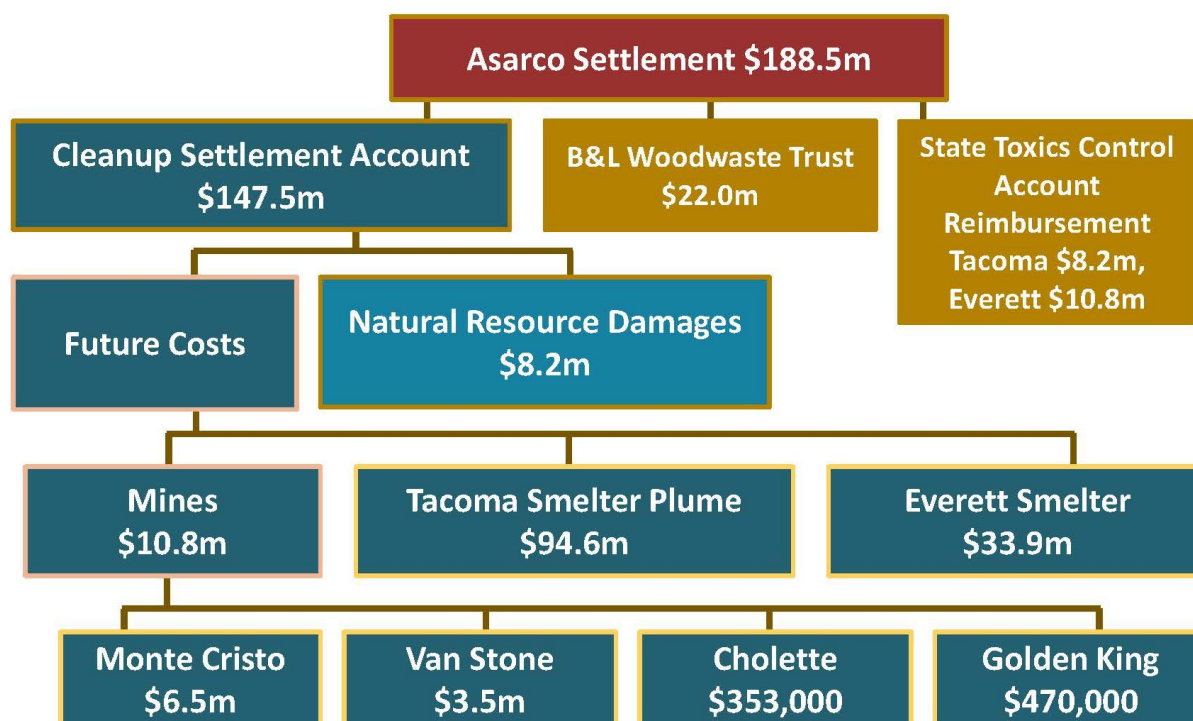 Asarco Settlement $188.5m
Cleanup Settlement Account
$147.5m
B&L Woodwaste Trust
$22.0m
State Toxics Control
Account
Reimbursement
Tacoma $8.2m,
Everett $10.8m
Future Costs
Natural Resource Damages
$8.2m
Mines
$10.8m
Tacoma Smelter Plume
$94.6m
Everett Smelter
$33.9m
Monte Cristo
$6.5m
Van Stone
$3.5m
Cholette
$353,000
Golden King
$470,000